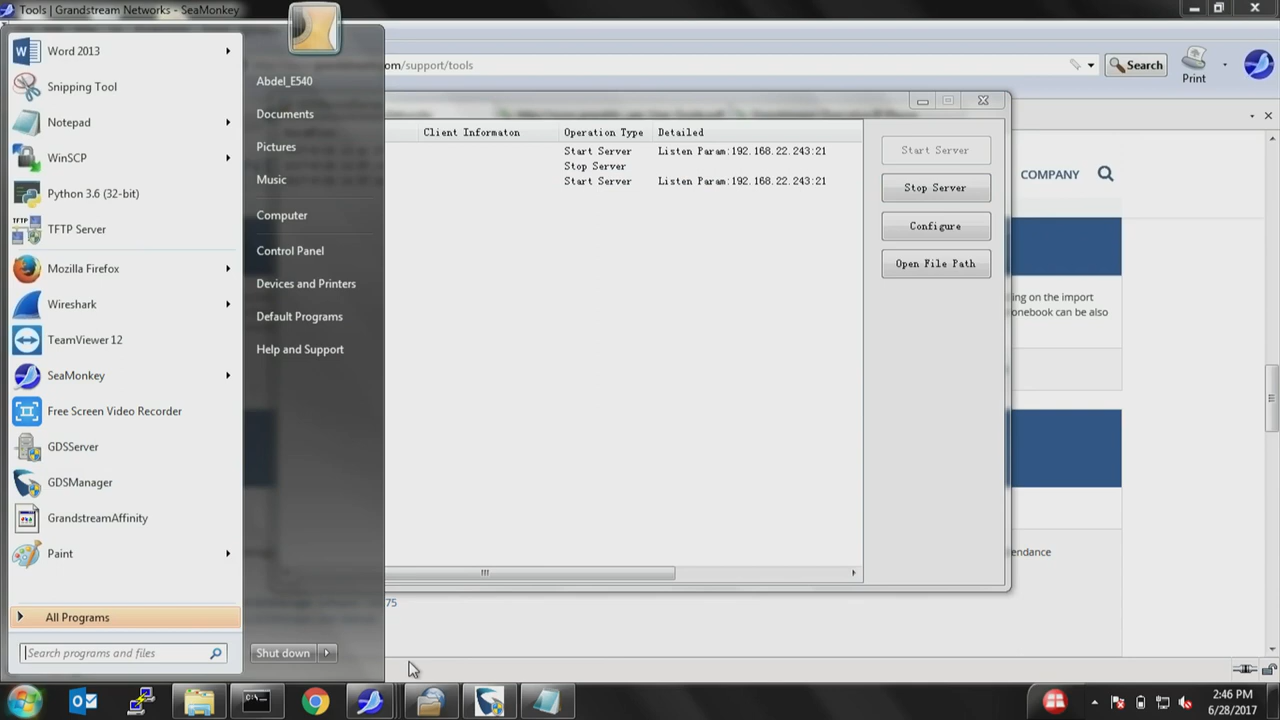 Tools | Grandstream Networks - SeaMonkey
Word 2013
Snipping Tool
Notepad
WinSCP
Python 3.6 (32-bit)
TFTP
TFTP Server
Mozilla Firefox
Wireshark
TeamViewer 12
SeaMonkey
Free Screen Video Recorder
GDSServer
GDSManager
GrandstreamAffinity
Paint
All Programs
Search programs and files
Abdel_E540
Documents
Pictures
Music
Computer
Control Panel
Devices and Printers
Default Programs
Help and Support
Shut down
/support/tools
Search
Print
Client Informaton Operation Type Detailed
Start Server Listen Param:192.168.22.243:21
Stop Server
Start Server Listen Param:192.168.22.243:21
Start Server
Stop Server
Configure
Open File Path
COMPANY
on the import
can be also
75
2:46 PM
6/28/2017